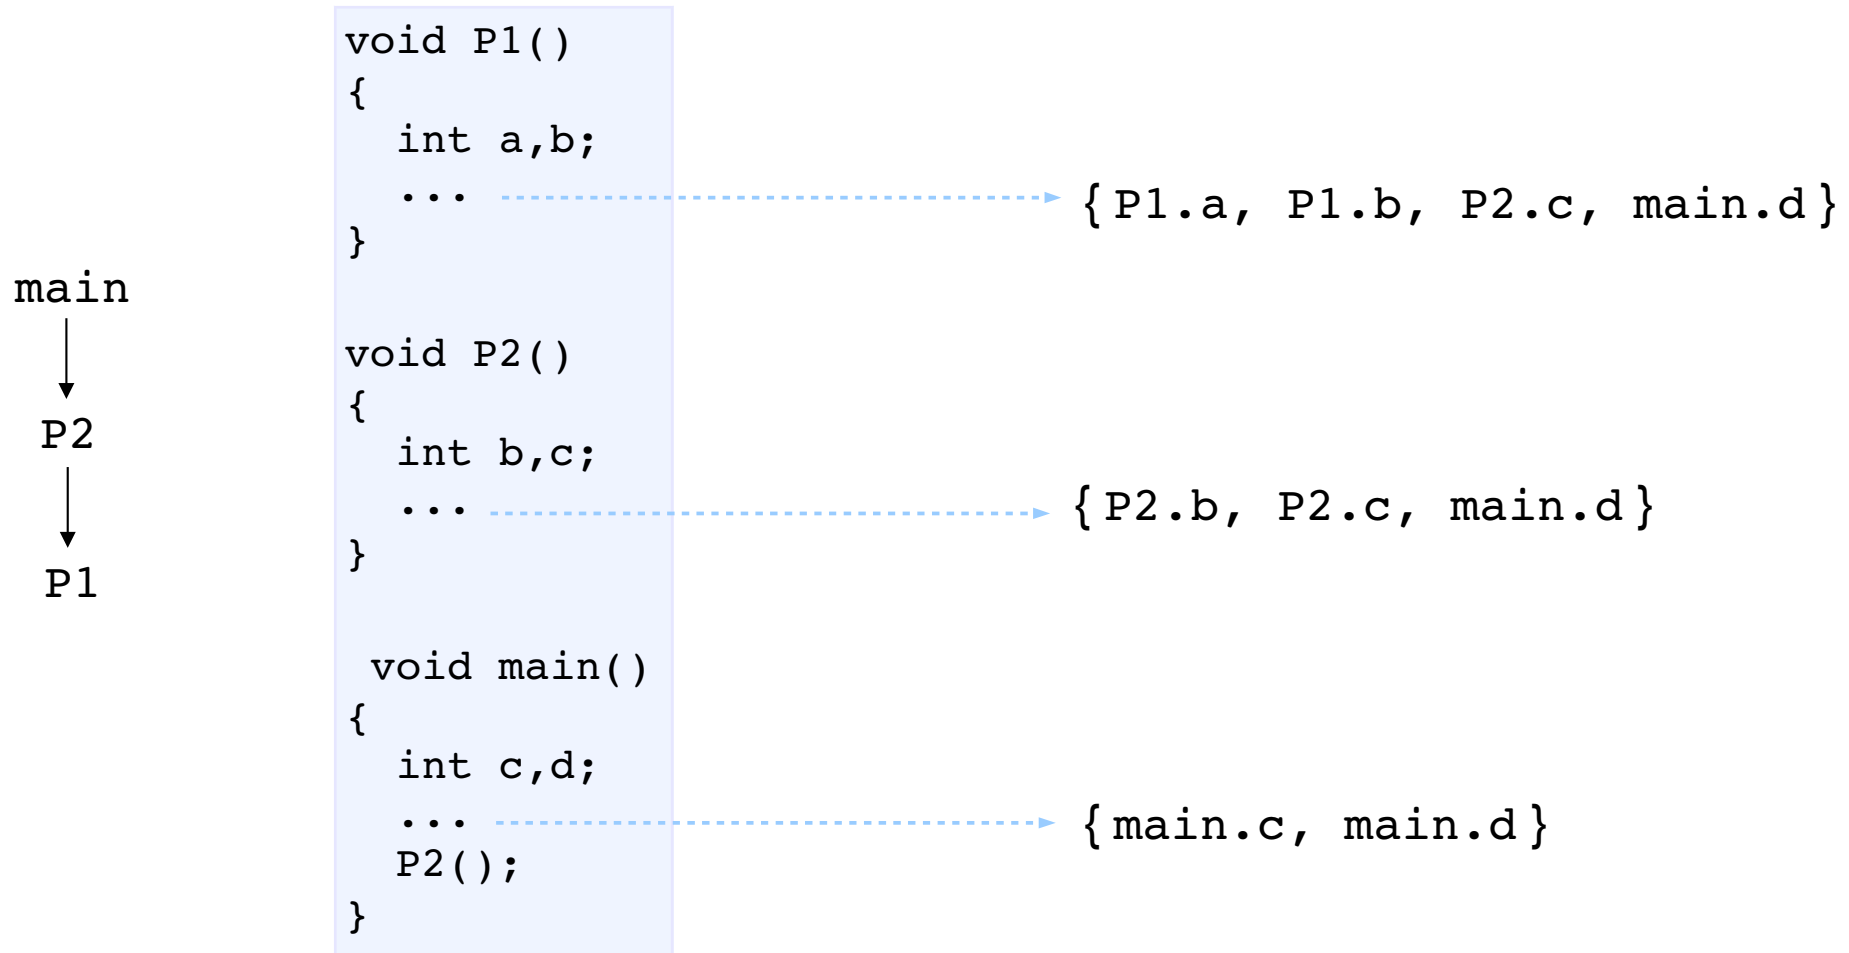 main
P2
P1
void P1()
{
int a,b;
...
}
void P2()
{
int b,c;
...
}
void main()
{
int c,d;
...
P2();
}
{P1.a, P1.b, P2.c, main.d}
{P2.b, P2.c, main.d}
{main.c, main.d}